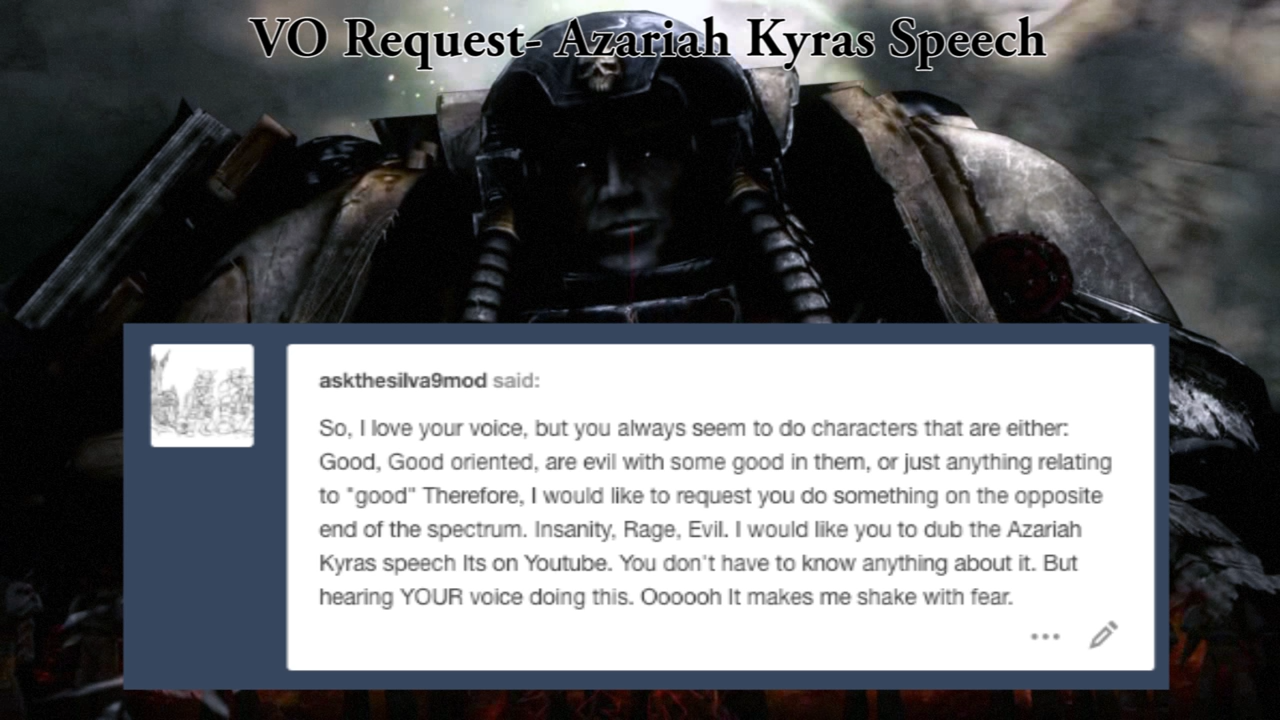 VO Request- Azariah Kyras Speech
askthesilva9mod said:
So, I love your voice, but you always seem to do characters that are either:
Good, Good oriented, are evil with some good in them, or just anything relating
to "good" Therefore, I would like to request you do something on the opposite
end of the spectrum. Insanity, Rage, Evil. I would like you to dub the Azariah
Kyras speech Its on Youtube. You don't have to know anything about it. But
hearing YOUR voice doing this. Oooooh It makes me shake with fear.